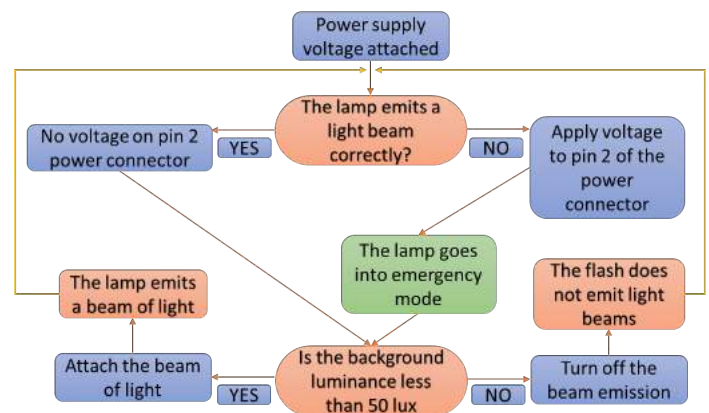 Power supply
voltage attached
The lamp emits a
light beam
correctly?
No voltage on pin 2
power connector
YES
NO
Apply voltage
to pin 2 of the
power
connector
The lamp goes
into emergency
mode
The lamp emits
a beam of light
The flash does
not emit light
beams
Attach the beam
of light
YES
Is the background
luminance less
than 50 lux
NO
Turn off the
beam emission